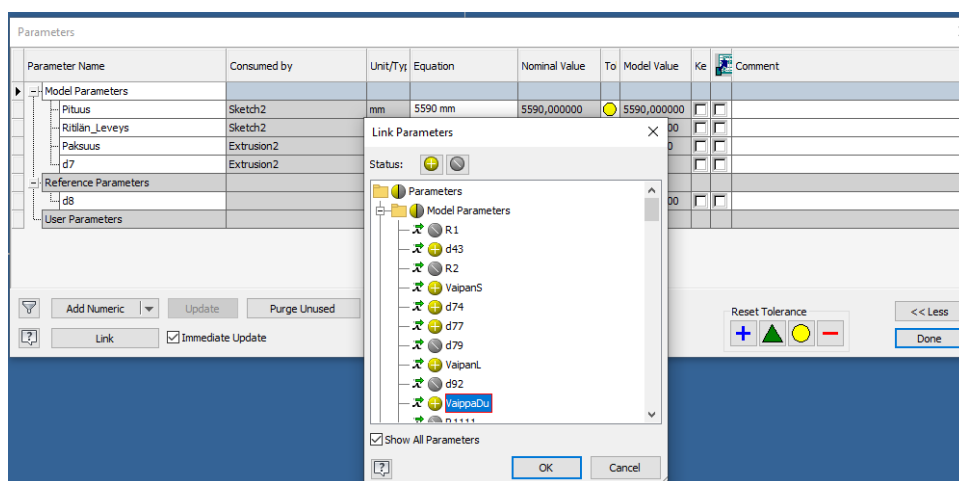 Parameters
Parameter Name Consumed by Unit/Typ Equation Nominal Value To Model Value Ke Comment
Model Parameters
Pituus Sketch2 mm 5590 mm 5590,000000 5590,000000
Ritilän_Leveys Sketch2 00
Paksuus Extrusion2
d7 Extrusion2
Reference Parameters
d8 00
User Parameters
Add Numeric Update Purge Unused
Link Immediate Update
Reset Tolerance
<< Less
Done
Link Parameters
Status:
Parameters
Model Parameters
R1
d43
R2
VaipanS
d74
d77
d79
VaipanL
d92
VaippaDu
R1111
Show All Parameters
OK Cancel